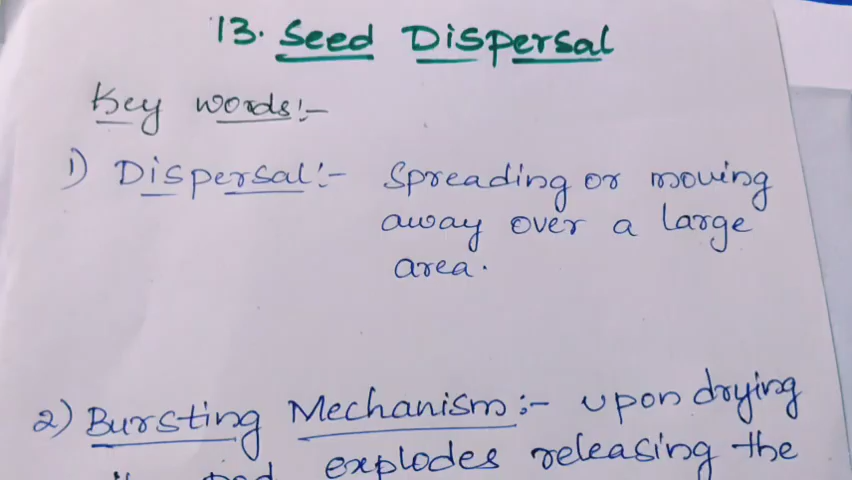 13. Seed Dispersal
Key words:-
1) Dispersal:- Spreading or moving
away over a large
area.
2) Bursting Mechanism:- upon drying
pod explodes releasing the